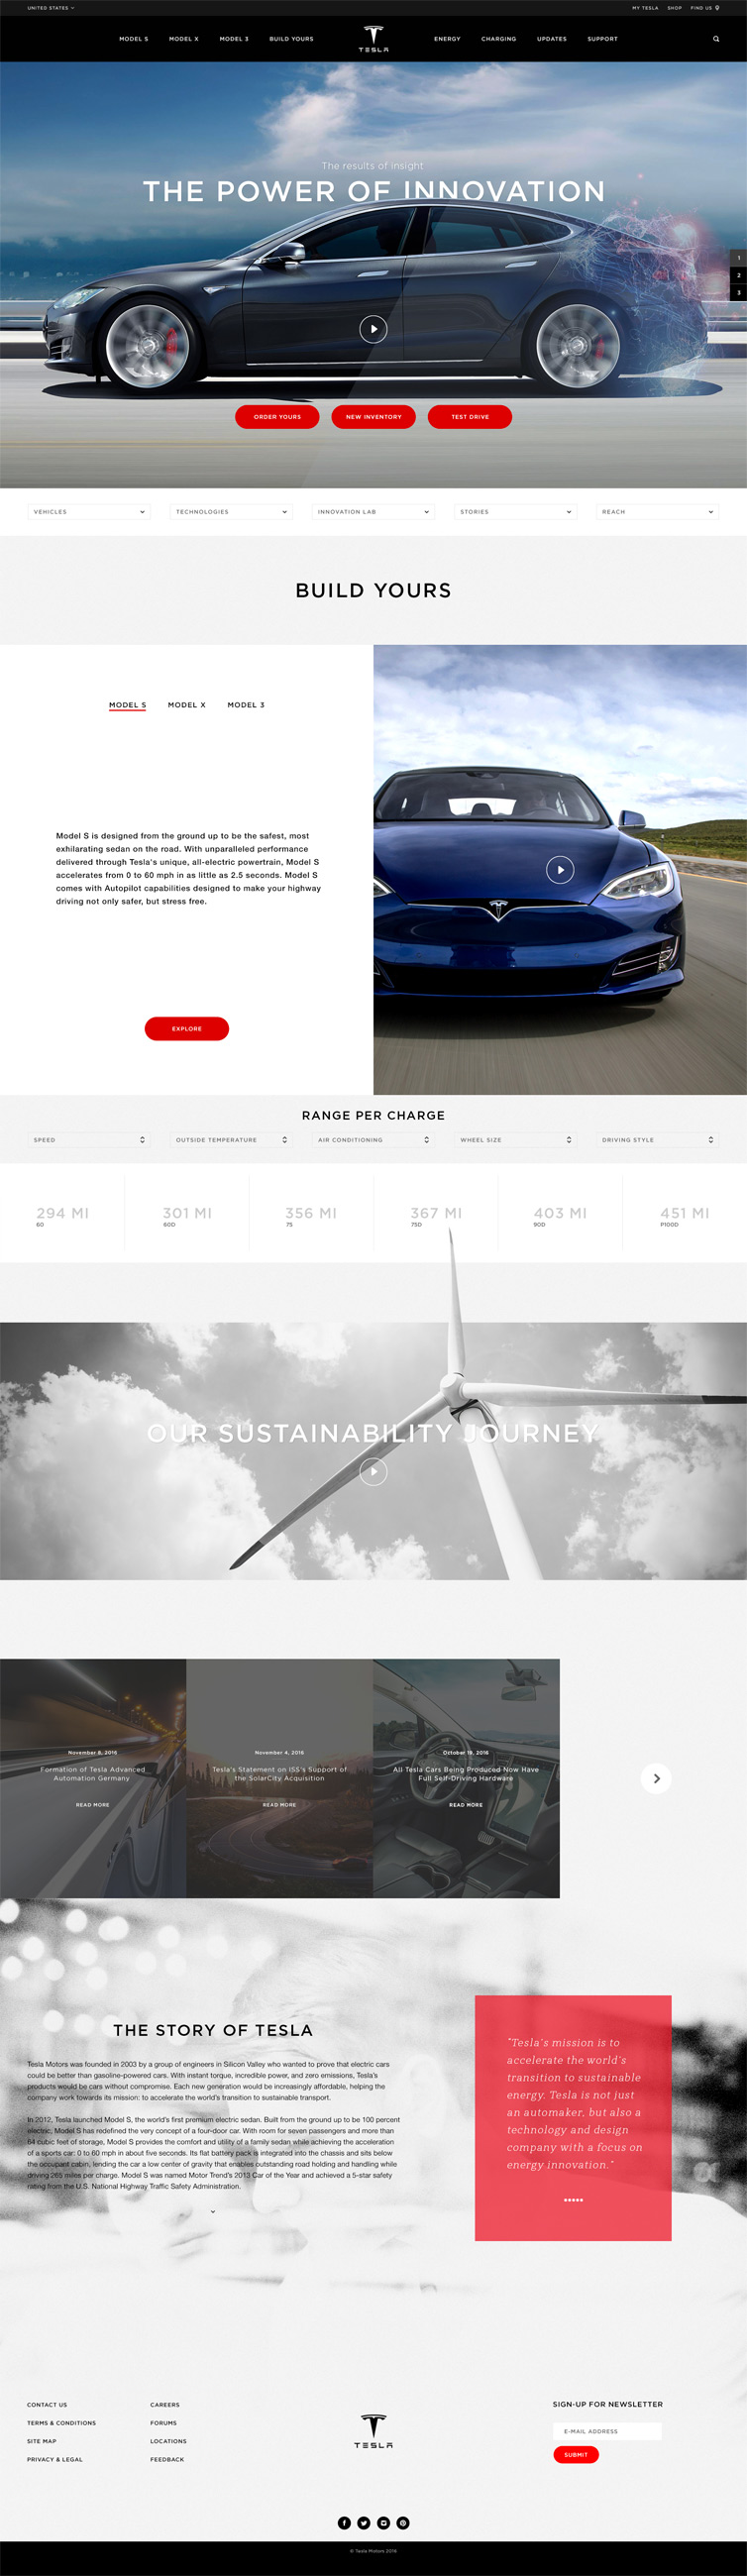 UNITED STATES
MY TESLA SHOP FIND US
MODEL S MODEL X MODEL 3 BUILD YOURS TESLA ENERGY CHARGING UPDATES SUPPORT
The results of insight
THE POWER OF INNOVATION
1
2
3
ORDER YOURS NEW INVENTORY TEST DRIVE
VEHICLES TECHNOLOGIES INNOVATION LAB STORIES REACH
BUILD YOURS
MODEL S MODEL X MODEL 3
Model S is designed from the ground up to be the safest, most
exhilarating sedan on the road. With unparalleled performance
delivered through Tesla's unique, all-electric powertrain, Model S
accelerates from 0 to 60 mph in as little as 2.5 seconds. Model S
comes with Autopilot capabilities designed to make your highway
driving not only safer, but stress free.
EXPLORE
RANGE PER CHARGE
SPEED OUTSIDE TEMPERATURE AIR CONDITIONING WHEEL SIZE DRIVING STYLE
294 MI 301 MI 356 MI 367 MI 403 MI 451 MI
60 60D 75 75D 90D P100D
OUR SUSTAINABILITY JOURNEY
November 8, 2016
Formation of Tesla Advanced
Automation Germany
READ MORE
November 4, 2016
Tesla's Statement on ISS's Support of
the SolarCity Acquisition
READ MORE
October 19, 2016
All Tesla Cars Being Produced Now Have
Full Self-Driving Hardware
READ MORE
THE STORY OF TESLA
Tesla Motors was founded in 2003 by a group of engineers in Silicon Valley who wanted to prove that electric cars
could be better than gasoline-powered cars. With instant torque, incredible power, and zero emissions, Tesla's
products would be cars without compromise. Each new generation would be increasingly affordable, helping the
company work towards its mission: to accelerate the world's transition to sustainable transport.
In 2012, Tesla launched Model S, the world's first premium electric sedan. Built from the ground up to be 100 percent
electric, Model S has redefined the very concept of a four-door car. With room for seven passengers and more than
64 cubic feet of storage, Model S provides the comfort and utility of a family sedan while achieving the acceleration
of a sports car: 0 to 60 mph in about five seconds. Its flat battery pack is integrated into the chassis and sits below
the occupant cabin, lending the car a low center of gravity that enables outstanding road holding and handling while
driving 265 miles per charge. Model S was named Motor Trend's 2013 Car of the Year and achieved a 5-star safety
rating from the U.S. National Highway Traffic Safety Administration.
"Tesla's mission is to
accelerate the world's
transition to sustainable
energy. Tesla is not just
an automaker, but also a
technology and design
company with a focus on
energy innovation."
CONTACT US
TERMS & CONDITIONS
SITE MAP
PRIVACY & LEGAL
CAREERS
FORUMS
LOCATIONS
FEEDBACK
TESLA
SIGN-UP FOR NEWSLETTER
E-MAIL ADDRESS
SUBMIT
© Tesla Motors 2016